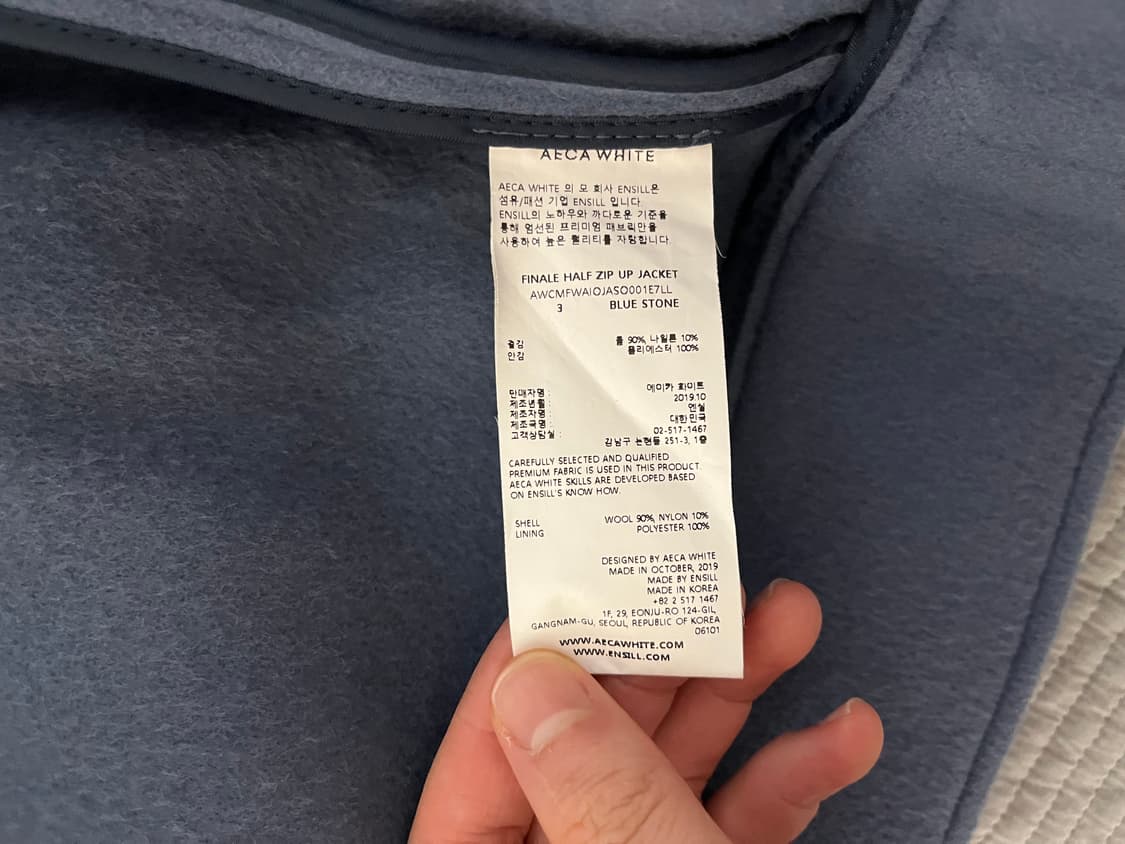 AECA WHITE
AECA WHITE 의 모 회사 ENSILL은
섬유/패션 기업 ENSILL 입니다.
ENSILL의 노하우와 까다로운 기준을
통해 엄선된 프리미엄 패브릭만을
사용하여 높은 퀄리티를 자랑합니다.
FINALE HALF ZIP UP JACKET
AWCMFWAIOJASO001E7LL
3 BLUE STONE
겉감 울 90%, 나일론 10%
안감 폴리에스터 100%
판매자명 : 에이카 화이트
제조년월 : 2019.10
제조자명 : 엔실
제조국명 : 대한민국
고객상담실 : 02-517-1467
강남구 논현동 251-3, 1층
CAREFULLY SELECTED AND QUALIFIED
PREMIUM FABRIC IS USED IN THIS PRODUCT.
AECA WHITE SKILLS ARE DEVELOPED BASED
ON ENSILL'S KNOW HOW.
SHELL WOOL 90%, NYLON 10%
LINING POLYESTER 100%
DESIGNED BY AECA WHITE
MADE IN OCTOBER, 2019
MADE BY ENSILL
MADE IN KOREA
+82 2 517 1467
1F, 29, EONJU-RO 124-GIL,
GANGNAM-GU, SEOUL, REPUBLIC OF KOREA
06101
WWW.AECAWHITE.COM
WWW.ENSILL.COM